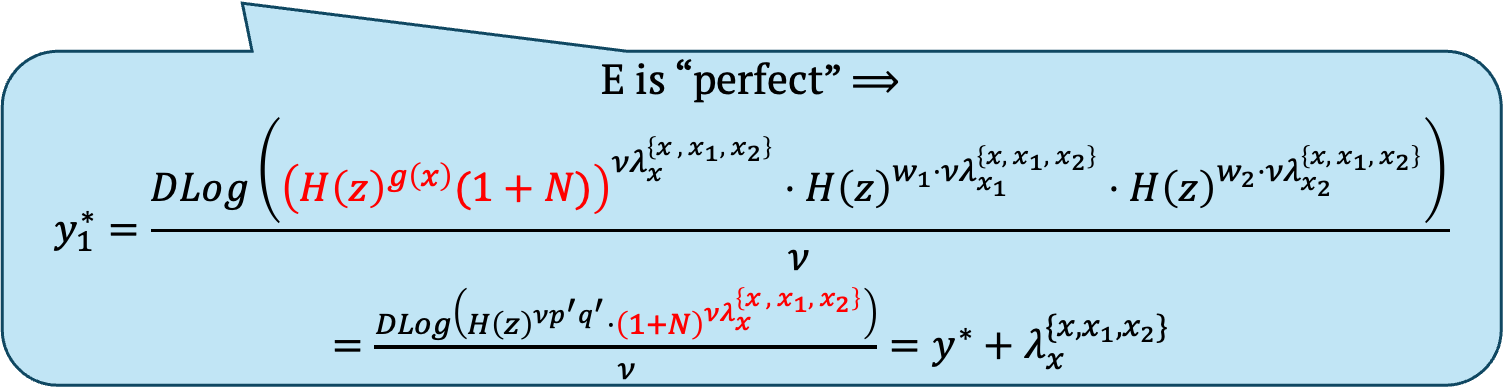 E is “perfect” ⟹
y₁* = DLog((H(z)^{g(x)}(1 + N))^{νλ_x^{{x, x₁, x₂}}} · H(z)^{w₁·νλ_{x₁}^{{x, x₁, x₂}}} · H(z)^{w₂·νλ_{x₂}^{{x, x₁, x₂}}}) / ν
= DLog(H(z)^{νp′q′}·(1+N)^{νλ_x^{{x, x₁, x₂}}}) / ν = y* + λ_x^{{x,x₁,x₂}}